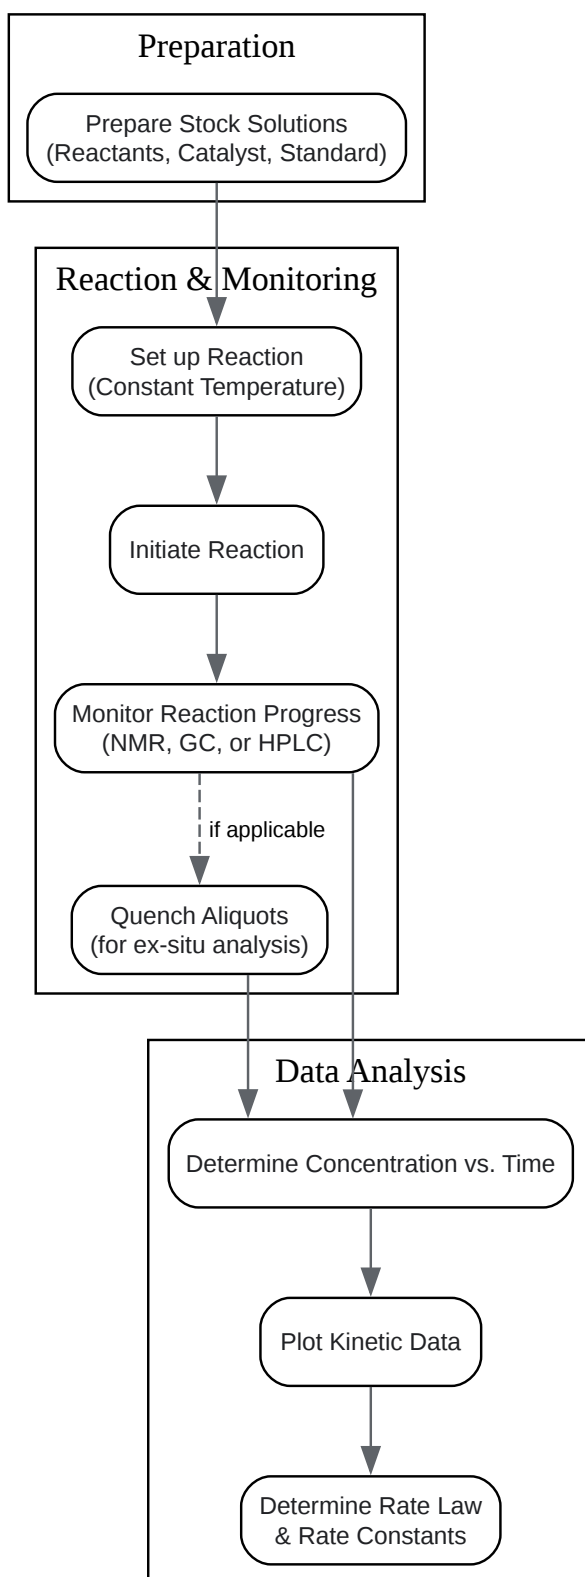 Preparation
Prepare Stock Solutions
(Reactants, Catalyst, Standard)
Reaction & Monitoring
Set up Reaction
(Constant Temperature)
Initiate Reaction
Monitor Reaction Progress
(NMR, GC, or HPLC)
if applicable
Quench Aliquots
(for ex-situ analysis)
Data Analysis
Determine Concentration vs. Time
Plot Kinetic Data
Determine Rate Law
& Rate Constants